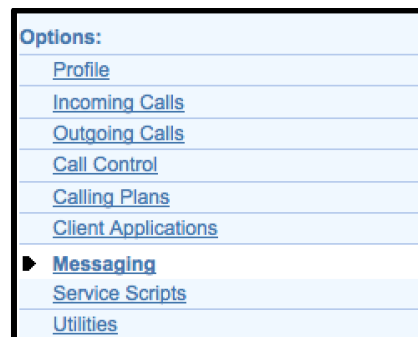 Options:
Profile
Incoming Calls
Outgoing Calls
Call Control
Calling Plans
Client Applications
Messaging
Service Scripts
Utilities